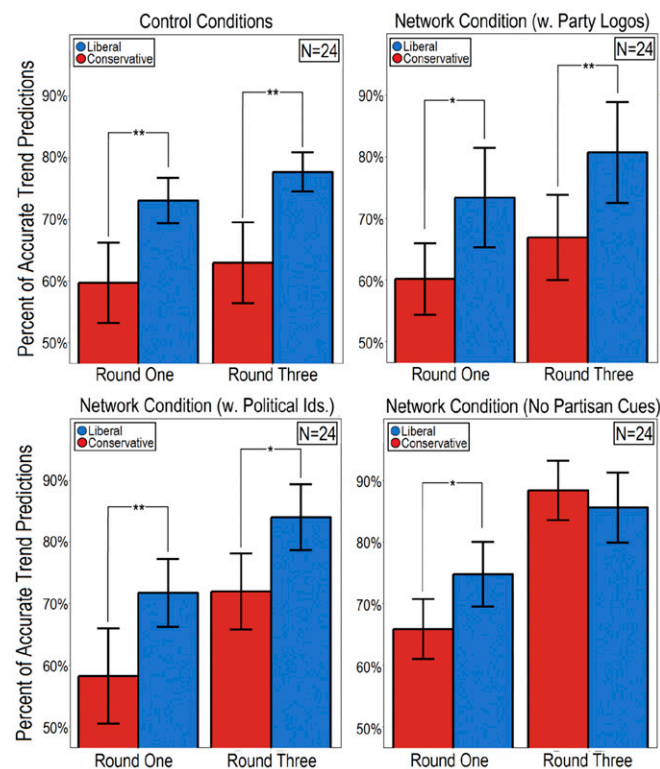 Control Conditions
Liberal
Conservative
N=24
**
**
90%
80%
70%
60%
50%
Percent of Accurate Trend Predictions
Round One
Round Three
Network Condition (w. Party Logos)
Liberal
Conservative
N=24
*
**
90%
80%
70%
60%
50%
Round One
Round Three
Network Condition (w. Political Ids.)
Liberal
Conservative
N=24
**
*
90%
80%
70%
60%
50%
Percent of Accurate Trend Predictions
Round One
Round Three
Network Condition (No Partisan Cues)
Liberal
Conservative
N=24
*
90%
80%
70%
60%
50%
Round One
Round Three